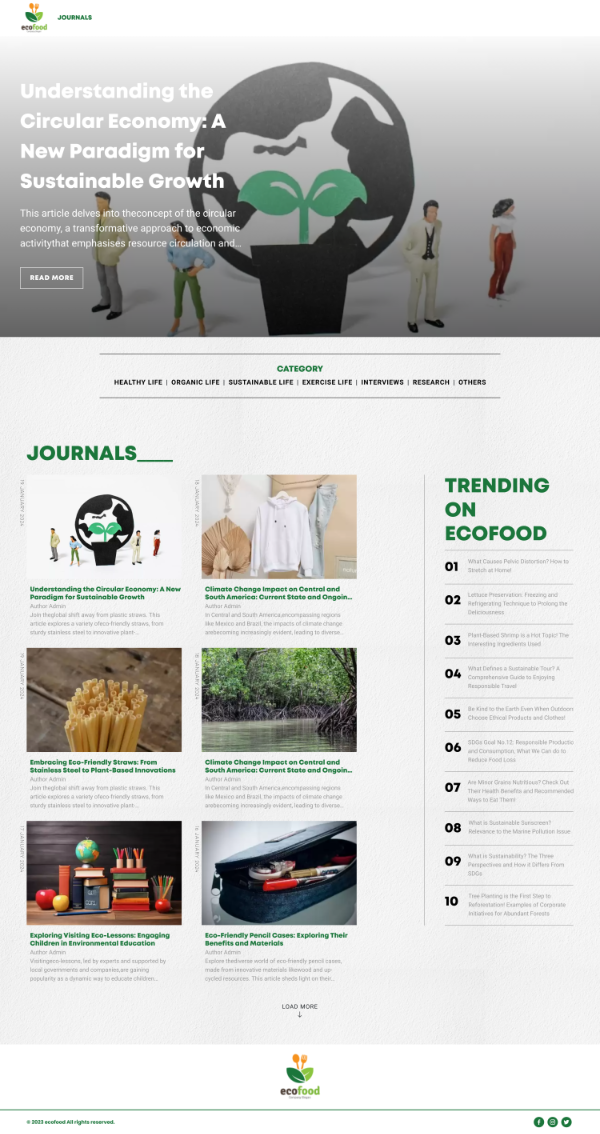 ecofood
JOURNALS
Understanding the
Circular Economy: A
New Paradigm for
Sustainable Growth
This article delves into theconcept of the circular
economy, a transformative approach to economic
activitythat emphasises resource circulation and...
READ MORE
CATEGORY
HEALTHY LIFE | ORGANIC LIFE | SUSTAINABLE LIFE | EXERCISE LIFE | INTERVIEWS | RESEARCH | OTHERS
JOURNALS____
Understanding the Circular Economy: A New
Paradigm for Sustainable Growth
Author Admin
Join theglobal shift away from plastic straws. This
article explores a variety ofeco-friendly straws, from
sturdy stainless steel to innovative plant-...
Climate Change Impact on Central and
South America: Current State and Ongoin...
Author Admin
In Central and South America,encompassing regions
like Mexico and Brazil, the impacts of climate change
arebecoming increasingly evident, leading to diverse...
Embracing Eco-Friendly Straws: From
Stainless Steel to Plant-Based Innovations
Author Admin
Join theglobal shift away from plastic straws. This
article explores a variety ofeco-friendly straws, from
sturdy stainless steel to innovative plant-...
Climate Change Impact on Central and
South America: Current State and Ongoin...
Author Admin
In Central and South America,encompassing regions
like Mexico and Brazil, the impacts of climate change
arebecoming increasingly evident, leading to diverse...
Exploring Visiting Eco-Lessons: Engaging
Children in Environmental Education
Author Admin
Visitingeco-lessons, led by experts and supported by
local governments and companies,are gaining
popularity as a dynamic way to educate children...
Eco-Friendly Pencil Cases: Exploring Their
Benefits and Materials
Author Admin
Explore thediverse world of eco-friendly pencil cases,
made from innovative materials likewood and up-
cycled resources. This article sheds light on their...
TRENDING
ON
ECOFOOD
01 What Causes Pelvic Distortion? How to
Stretch at Home!
02 Lettuce Preservation: Freezing and
Refrigerating Technique to Prolong the
Deliciousness
03 Plant-Based Shrimp is a Hot Topic! The
Interesting Ingredients Used
04 What Defines a Sustainable Tour? A
Comprehensive Guide to Enjoying
Responsible Travel
05 Be Kind to the Earth Even When Outdoors
Choose Ethical Products and Clothes!
06 SDGs Goal No.12: Responsible Production
and Consumption: What We Can do to
Reduce Food Loss
07 Are Minor Grains Nutritious? Check Out
Their Health Benefits and Recommended
Ways to Eat Them!
08 What is Sustainable Sunscreen?
Relevance to the Marine Pollution Issue
09 What is Sustainability? The Three
Perspectives and How it Differs From
SDGs
10 Tree Planting is the First Step to
Reforestation! Examples of Corporate
Initiatives for Abundant Forests
LOAD MORE
ecofood
© 2023 ecofood All rights reserved.